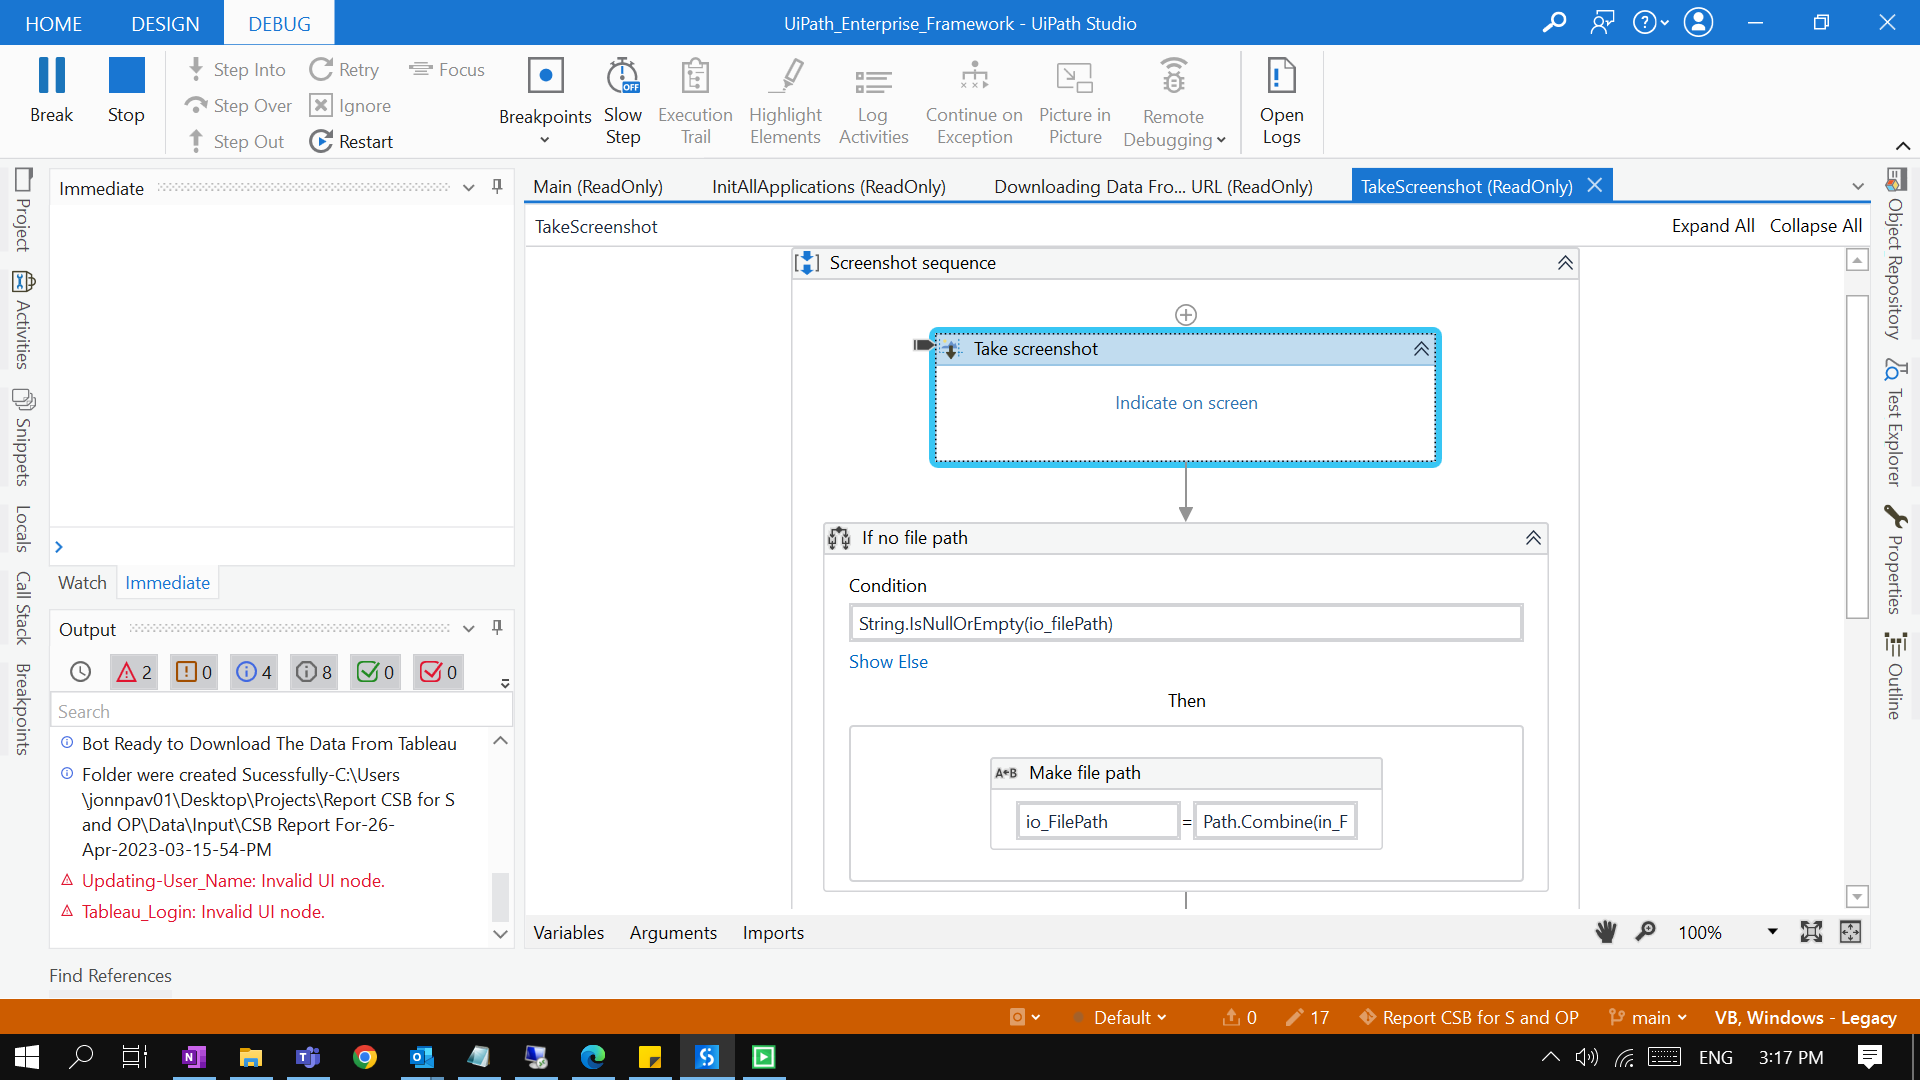 HOME DESIGN DEBUG UiPath_Enterprise_Framework - UiPath Studio
Break
Stop
Step Into
Step Over
Step Out
Retry
Ignore
Restart
Focus
Breakpoints
Slow
Step
Execution
Trail
Highlight
Elements
Log
Activities
Continue on
Exception
Picture in
Picture
Remote
Debugging
Open
Logs
Project
Activities
Snippets
Locals
Call Stack
Breakpoints
Immediate
Watch Immediate
Output
2 0 4 8 0 0
Search
Bot Ready to Download The Data From Tableau
Folder were created Sucessfully-C:\Users
\jonnpav01\Desktop\Projects\Report CSB for S
and OP\Data\Input\CSB Report For-26-
Apr-2023-03-15-54-PM
Updating-User_Name: Invalid UI node.
Tableau_Login: Invalid UI node.
Find References
Main (ReadOnly) InitAllApplications (ReadOnly) Downloading Data Fro... URL (ReadOnly) TakeScreenshot (ReadOnly)
TakeScreenshot Expand All Collapse All
Screenshot sequence
Take screenshot
Indicate on screen
If no file path
Condition
String.IsNullOrEmpty(io_filePath)
Show Else
Then
A B Make file path
io_FilePath = Path.Combine(in_F
Variables Arguments Imports 100%
Object Repository
Test Explorer
Properties
Outline
Default 0 17 Report CSB for S and OP main VB, Windows - Legacy
ENG 3:17 PM